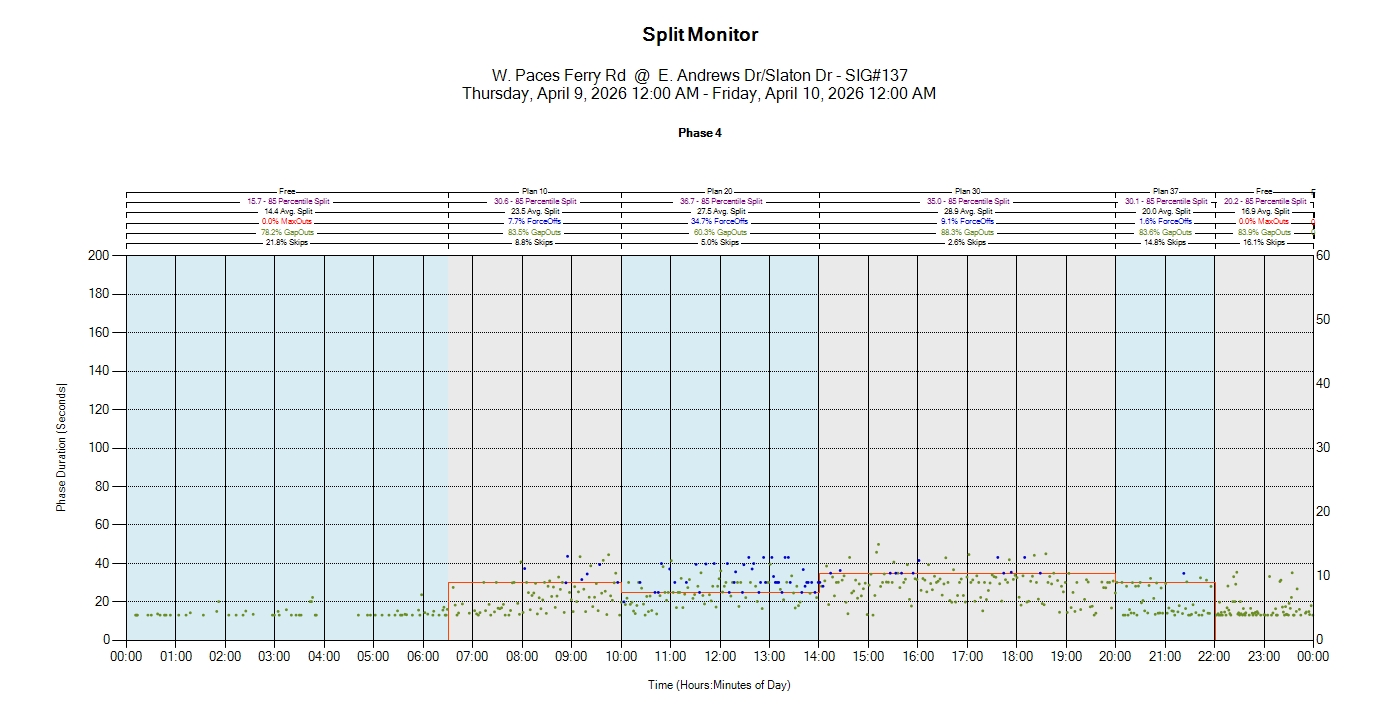 Split Monitor
W. Paces Ferry Rd @ E. Andrews Dr/Slaton Dr - SIG#137
Thursday, April 9, 2026 12:00 AM - Friday, April 10, 2026 12:00 AM
Phase 4
Free Plan 10 Plan 20 Plan 30 Plan 37 Free
15.7 - 85 Percentile Split 30.6 - 85 Percentile Split 36.7 - 85 Percentile Split 35.0 - 85 Percentile Split 30.1 - 85 Percentile Split 20.2 - 85 Percentile Split
14.4 Avg. Split 23.5 Avg. Split 27.5 Avg. Split 28.9 Avg. Split 20.0 Avg. Split 16.9 Avg. Split
0.0% MaxOuts 7.7% ForceOffs 34.7% ForceOffs 9.1% ForceOffs 1.6% ForceOffs 0.0% MaxOuts
78.2% GapOuts 83.5% GapOuts 60.3% GapOuts 88.3% GapOuts 83.6% GapOuts 83.9% GapOuts
21.8% Skips 8.8% Skips 5.0% Skips 2.6% Skips 14.8% Skips 16.1% Skips
200 60
180
160 50
140
120 40
100 30
80
60 20
40 10
20
0 0
Phase Duration (Seconds)
00:00 01:00 02:00 03:00 04:00 05:00 06:00 07:00 08:00 09:00 10:00 11:00 12:00 13:00 14:00 15:00 16:00 17:00 18:00 19:00 20:00 21:00 22:00 23:00 00:00
Time (Hours:Minutes of Day)